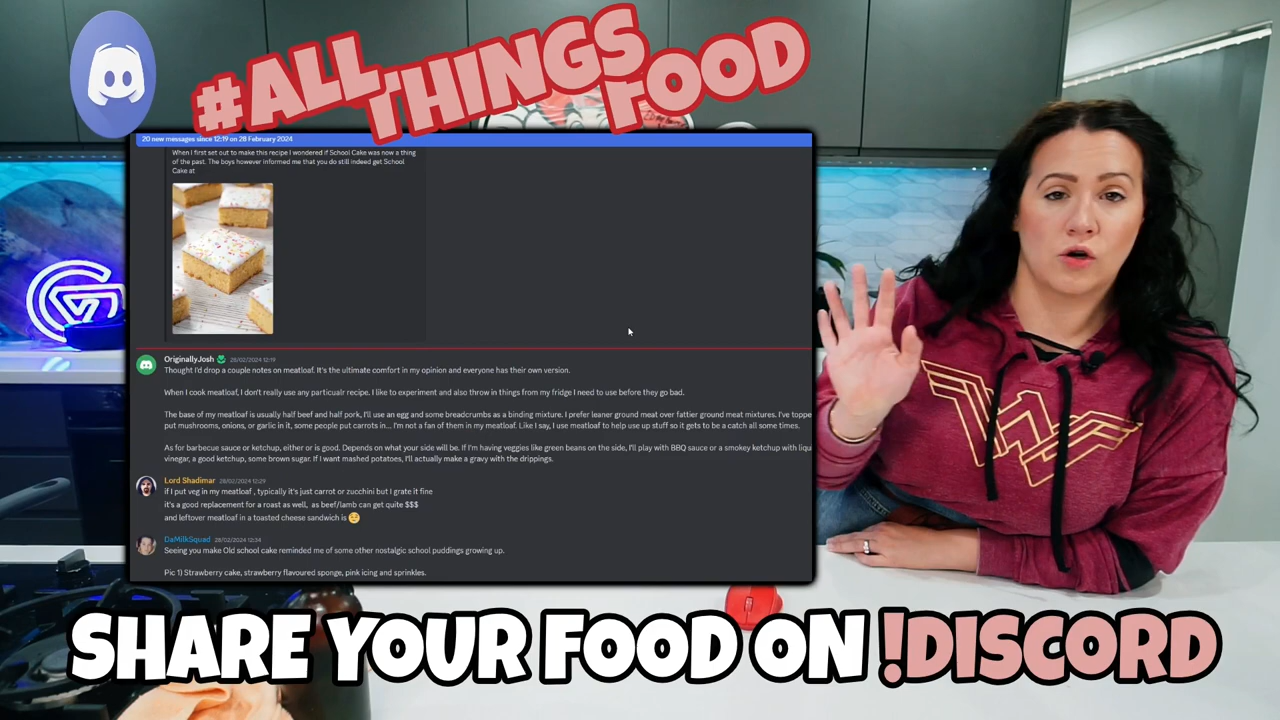 #ALL THINGS FOOD
20 new messages since 12:19 on 28 February 2024
When I first set out to make this recipe I wondered if School Cake was now a thing
of the past. The boys however informed me that you do still indeed get School
Cake at
OriginallyJosh 28/02/2024 12:19
Thought I'd drop a couple notes on meatloaf. It's the ultimate comfort in my opinion and everyone has their own version.
When I cook meatloaf, I don't really use any particualr recipe. I like to experiment and also throw in things from my fridge I need to use before they go bad.
The base of my meatloaf is usually half beef and half pork, I'll use an egg and some breadcrumbs as a binding mixture. I prefer leaner ground meat over fattier ground meat mixtures. I've toppe
put mushrooms, onions, or garlic in it, some people put carrots in... I'm not a fan of them in my meatloaf. Like I say, I use meatloaf to help use up stuff so it gets to be a catch all some times.
As for barbecue sauce or ketchup, either or is good. Depends on what your side will be. If I'm having veggies like green beans on the side, I'll play with BBQ sauce or a smokey ketchup with liqu
vinegar, a good ketchup, some brown sugar. If I want mashed potatoes, I'll actually make a gravy with the drippings.
Lord Shadimar 28/02/2024 12:29
if I put veg in my meatloaf , typically it's just carrot or zucchini but I grate it fine
it's a good replacement for a roast as well, as beef/lamb can get quite $$$
and leftover meatloaf in a toasted cheese sandwich is
DaMilkSquad 28/02/2024 12:34
Seeing you make Old school cake reminded me of some other nostalgic school puddings growing up.
Pic 1) Strawberry cake, strawberry flavoured sponge, pink icing and sprinkles.
SHARE YOUR FOOD ON !DISCORD